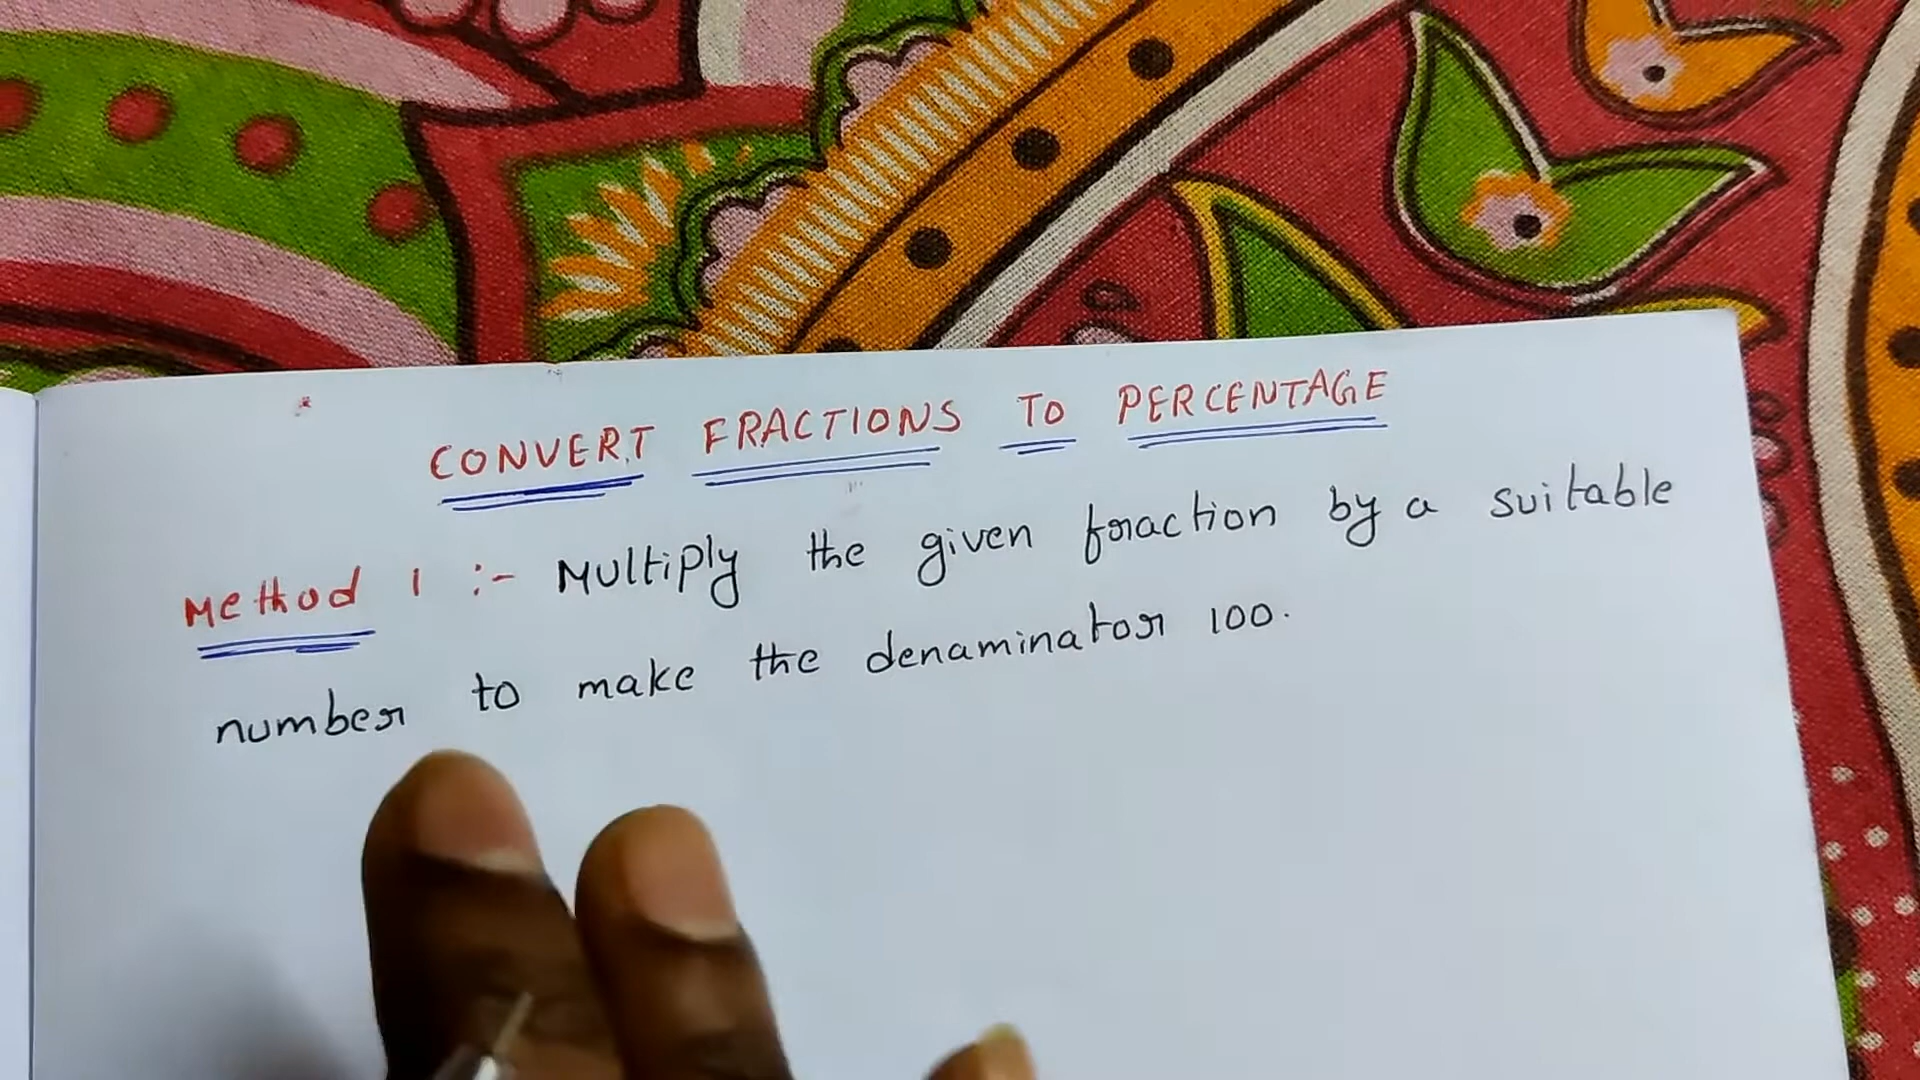 CONVERT FRACTIONS TO PERCENTAGE
Method 1 :- Multiply the given fraction by a suitable
number to make the denaminator 100.